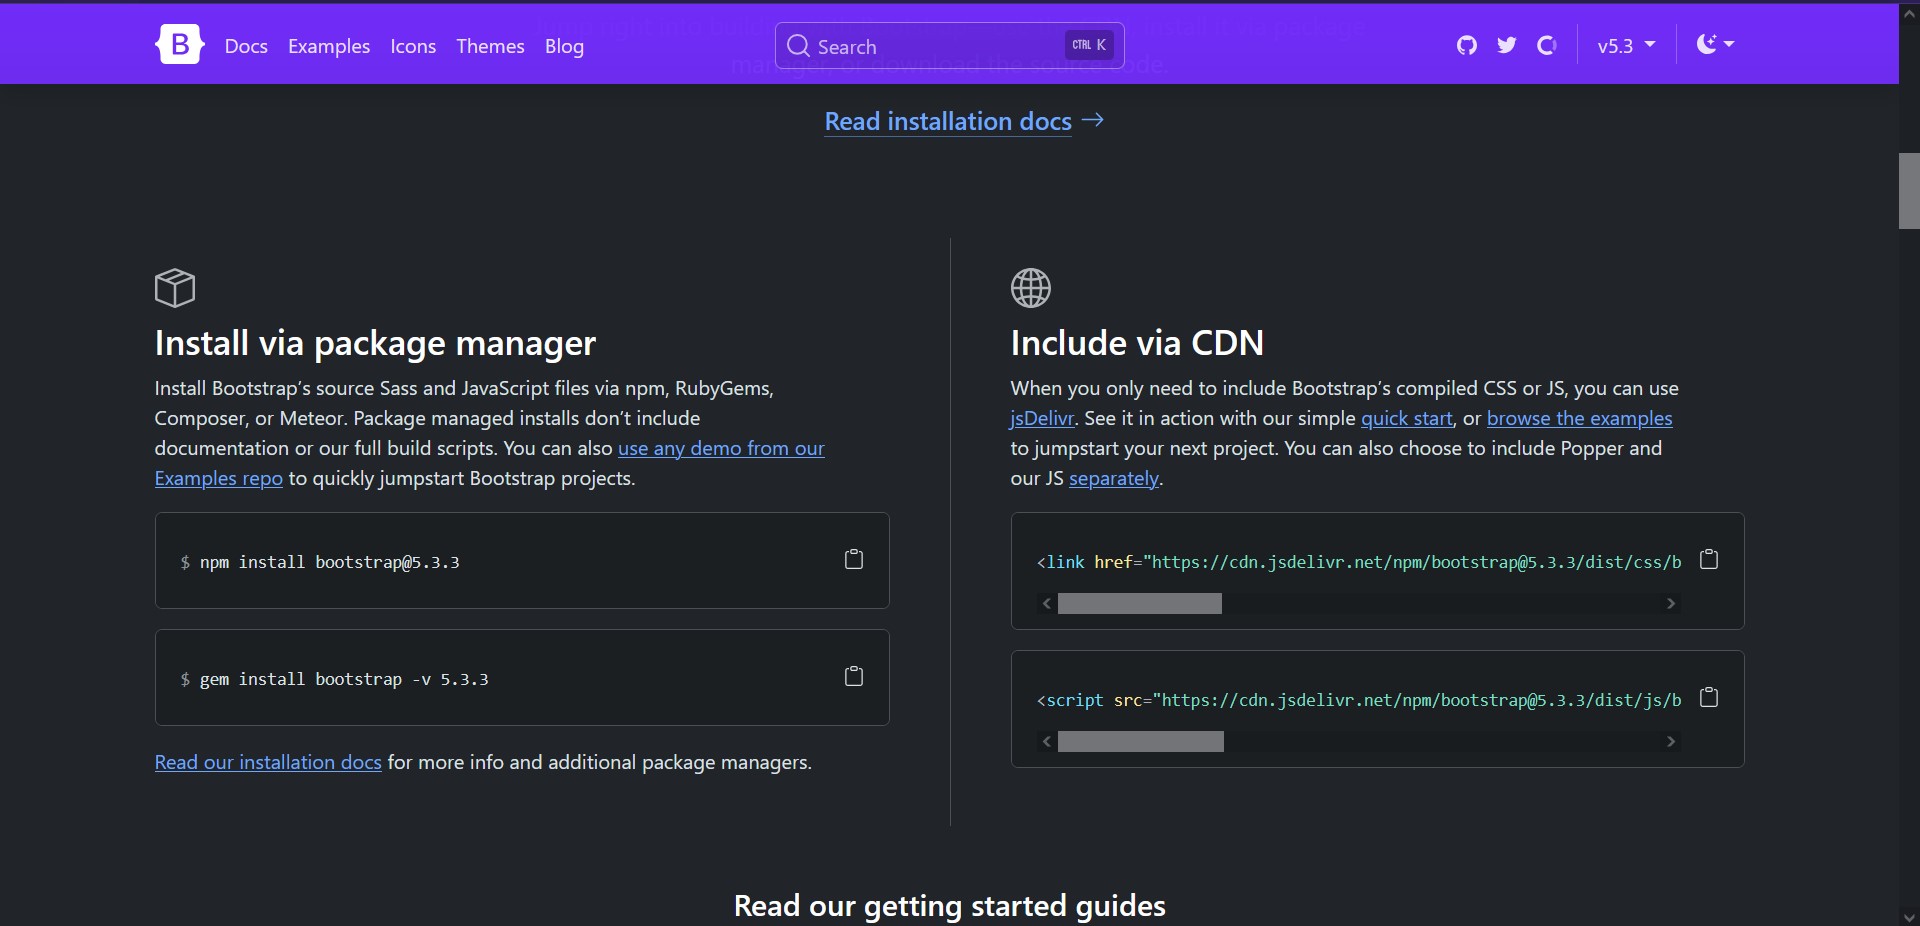 B Docs Examples Icons Themes Blog Search CTRL K v5.3
manager, or download the source code.
Read installation docs →
Install via package manager
Install Bootstrap’s source Sass and JavaScript files via npm, RubyGems,
Composer, or Meteor. Package managed installs don’t include
documentation or our full build scripts. You can also use any demo from our
Examples repo to quickly jumpstart Bootstrap projects.
$ npm install bootstrap@5.3.3
$ gem install bootstrap -v 5.3.3
Read our installation docs for more info and additional package managers.
Include via CDN
When you only need to include Bootstrap’s compiled CSS or JS, you can use
jsDelivr. See it in action with our simple quick start, or browse the examples
to jumpstart your next project. You can also choose to include Popper and
our JS separately.
<link href="https://cdn.jsdelivr.net/npm/bootstrap@5.3.3/dist/css/b
<script src="https://cdn.jsdelivr.net/npm/bootstrap@5.3.3/dist/js/b
Read our getting started guides